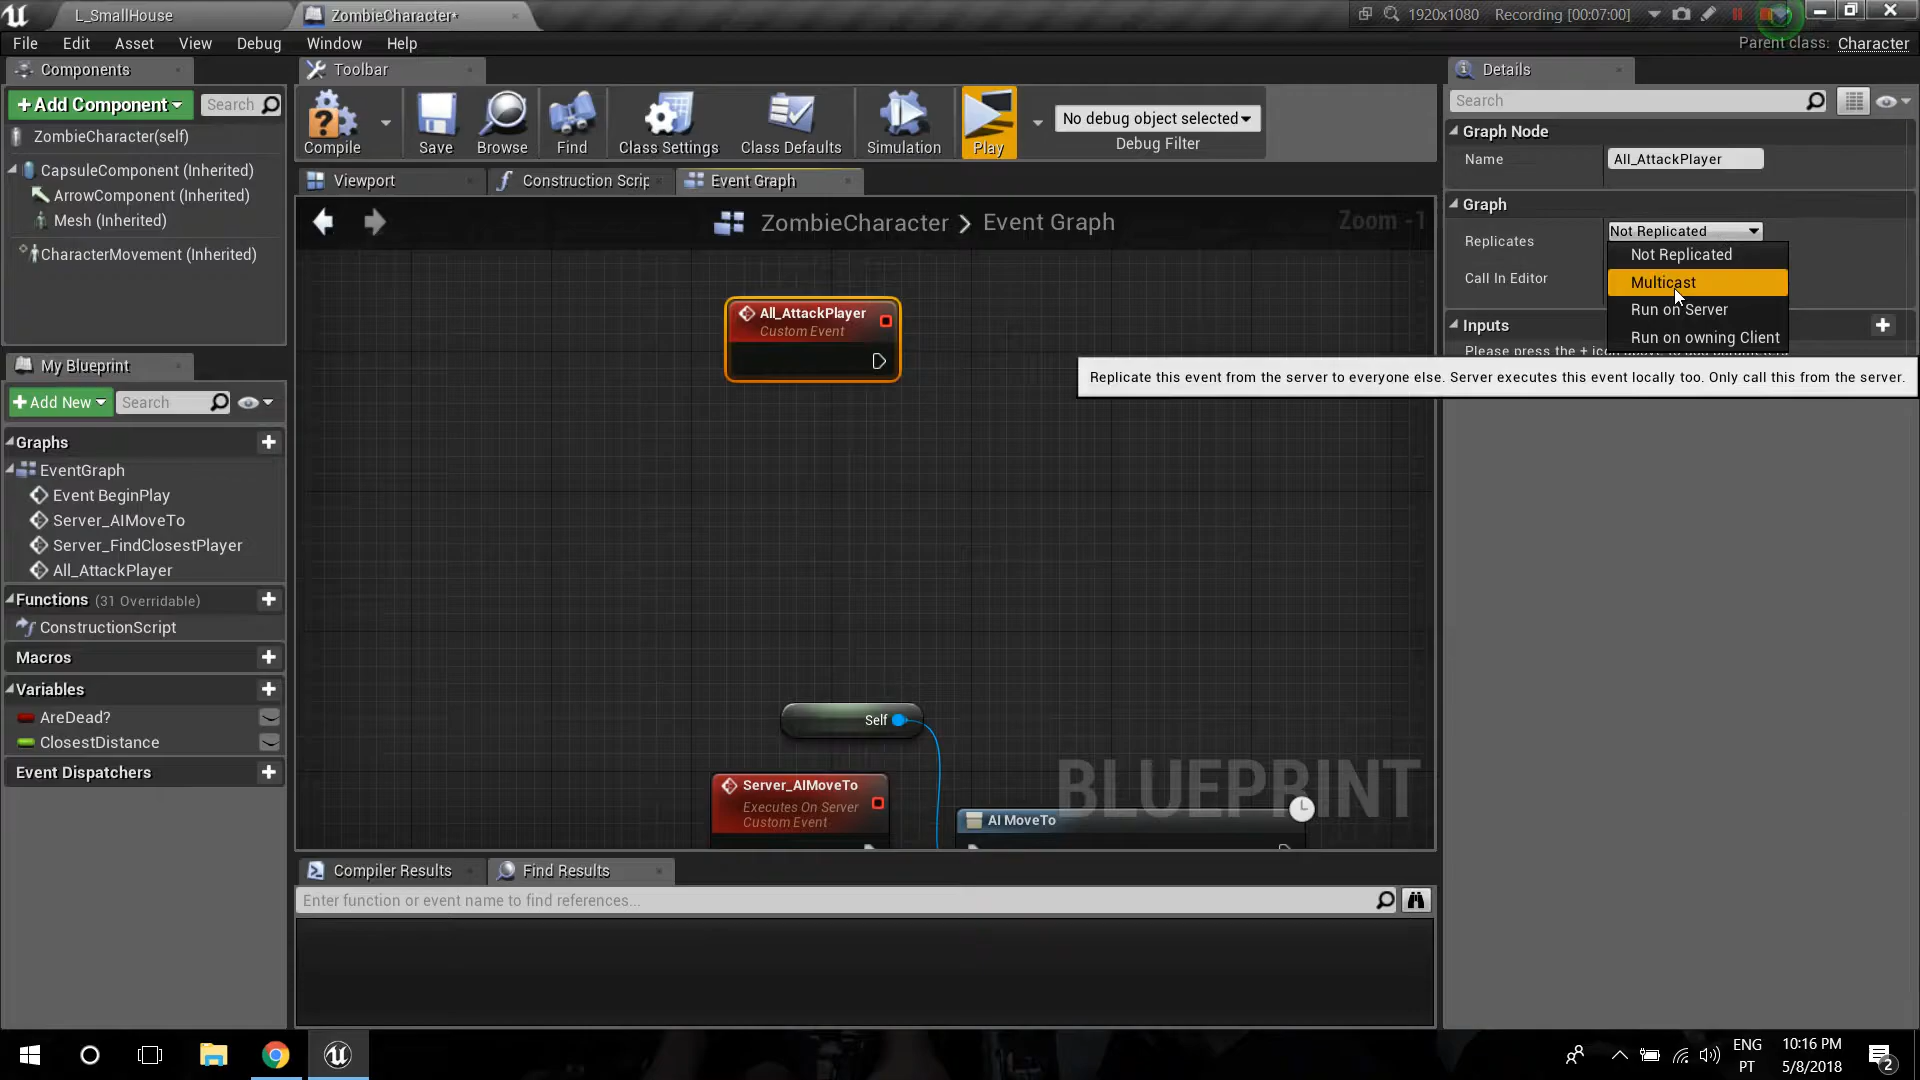 L_SmallHouse
ZombieCharacter*
1920x1080 Recording [00:07:00]
File Edit Asset View Debug Window Help
Parent class: Character
Components
+Add Component
Search
ZombieCharacter(self)
CapsuleComponent (Inherited)
ArrowComponent (Inherited)
Mesh (Inherited)
CharacterMovement (Inherited)
My Blueprint
+Add New
Search
Graphs
EventGraph
Event BeginPlay
Server_AIMoveTo
Server_FindClosestPlayer
All_AttackPlayer
Functions (31 Overridable)
ConstructionScript
Macros
Variables
AreDead?
ClosestDistance
Event Dispatchers
Toolbar
Compile
Save
Browse
Find
Class Settings
Class Defaults
Simulation
Play
No debug object selected
Debug Filter
Viewport
Construction Scrip
Event Graph
ZombieCharacter > Event Graph
Zoom -1
All_AttackPlayer
Custom Event
Self
Server_AIMoveTo
Executes On Server
Custom Event
AI MoveTo
BLUEPRINT
Compiler Results
Find Results
Enter function or event name to find references...
Details
Search
Graph Node
Name
All_AttackPlayer
Graph
Replicates
Not Replicated
Not Replicated
Multicast
Run on Server
Run on owning Client
Call In Editor
Inputs
Please press the + icon above to add parameters
Replicate this event from the server to everyone else. Server executes this event locally too. Only call this from the server.
ENG
PT
10:16 PM
5/8/2018
2